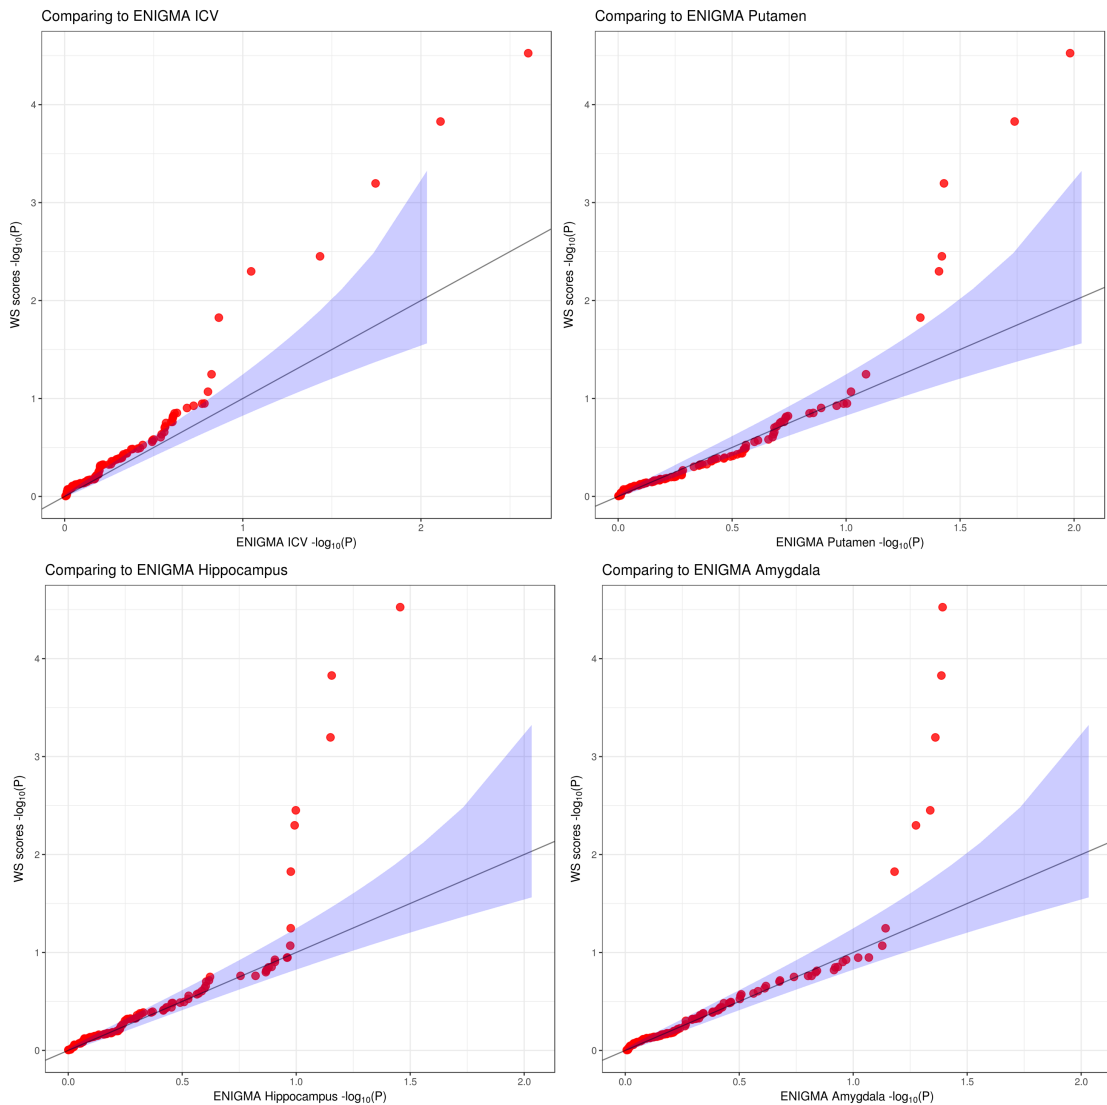 Comparing to ENIGMA ICV
WS scores -log10(P)
4
3
2
1
0
0 1 2
ENIGMA ICV -log10(P)
Comparing to ENIGMA Putamen
WS scores -log10(P)
4
3
2
1
0
0.0 0.5 1.0 1.5 2.0
ENIGMA Putamen -log10(P)
Comparing to ENIGMA Hippocampus
WS scores -log10(P)
4
3
2
1
0
0.0 0.5 1.0 1.5 2.0
ENIGMA Hippocampus -log10(P)
Comparing to ENIGMA Amygdala
WS scores -log10(P)
4
3
2
1
0
0.0 0.5 1.0 1.5 2.0
ENIGMA Amygdala -log10(P)